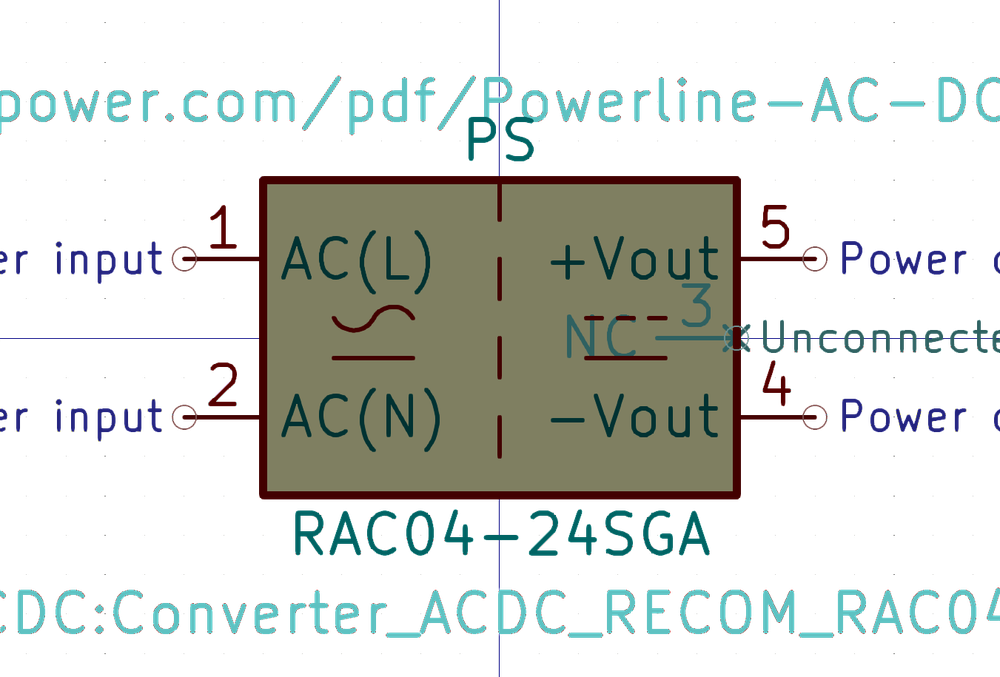 power.com/pdf/Powerline-AC-DC
PS
1 5
er input AC(L) +Vout Power o
3
NC Unconnecte
2 4
er input AC(N) -Vout Power o
RAC04-24SGA
CDC:Converter_ACDC_RECOM_RAC04